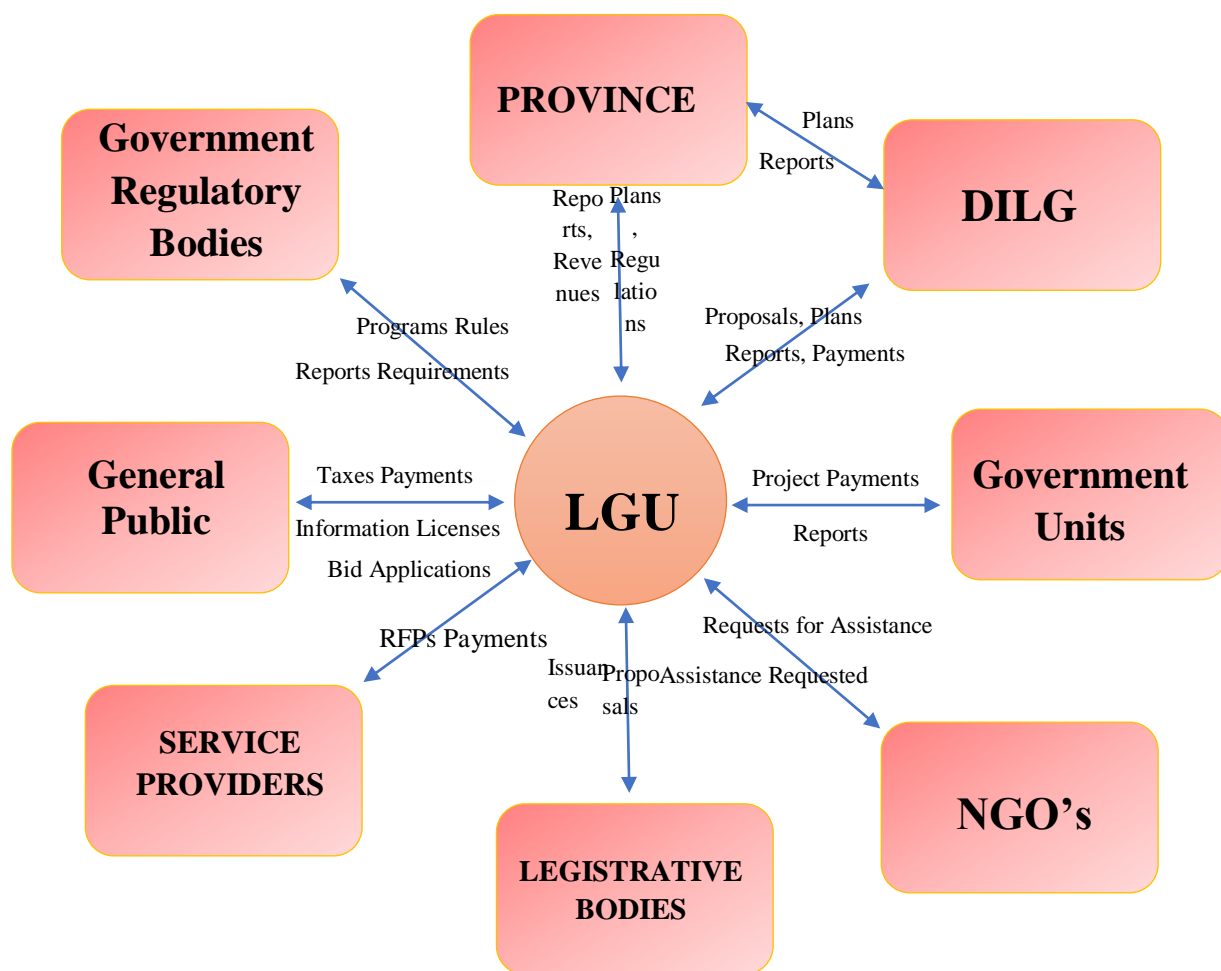 PROVINCE
Government
Regulatory
Bodies
Plans
Reports
DILG
Repo
rts,
Reve
nues
Plans
,
Regu
latio
ns
Programs Rules
Reports Requirements
Proposals, Plans
Reports, Payments
General
Public
Taxes Payments
Information Licenses
LGU
Project Payments
Reports
Government
Units
Bid Applications
RFPs Payments
Issuan
ces
Propo
sals
Requests for Assistance
Assistance Requested
SERVICE
PROVIDERS
LEGISTRATIVE
BODIES
NGO’s